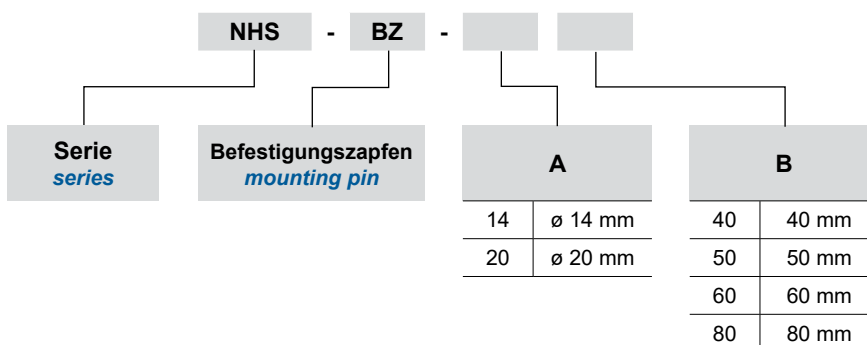 NHS - BZ -
Serie
series
Befestigungszapfen
mounting pin
A
B
14 ø 14 mm
20 ø 20 mm
40 40 mm
50 50 mm
60 60 mm
80 80 mm